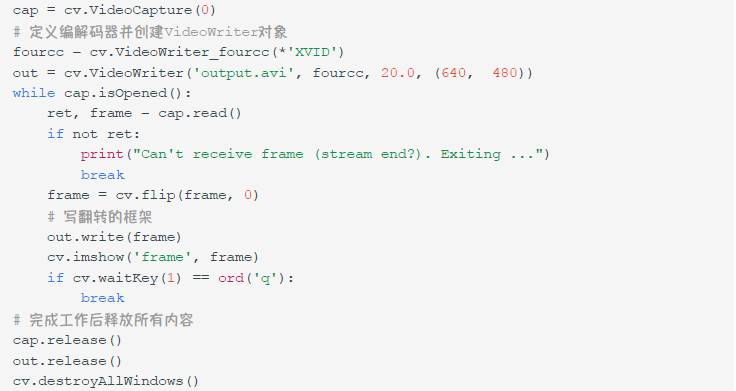 cap = cv.VideoCapture(0)
# 定义编解码器并创建VideoWriter对象
fourcc - cv.VideoWriter_fourcc(*'XVID')
out = cv.VideoWriter('output.avi', fourcc, 20.0, (640,  480))
while cap.isOpened():
    ret, frame - cap.read()
    if not ret:
        print("Can't receive frame (stream end?). Exiting ...")
        break
    frame = cv.flip(frame, 0)
    # 写翻转的框架
    out.write(frame)
    cv.imshow('frame', frame)
    if cv.waitKey(1) == ord('q'):
        break
# 完成工作后释放所有内容
cap.release()
out.release()
cv.destroyAllWindows()